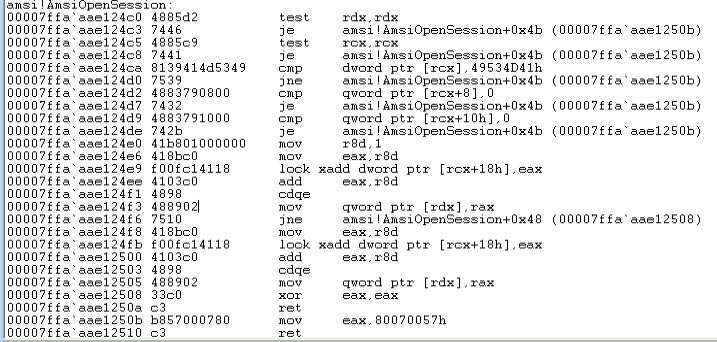 amsi!AmsiOpenSession:
00007ffa`aae124c0 4885d2 test rdx,rdx
00007ffa`aae124c3 7446 je amsi!AmsiOpenSession+0x4b (00007ffa`aae1250b)
00007ffa`aae124c5 4885c9 test rcx,rcx
00007ffa`aae124c8 7441 je amsi!AmsiOpenSession+0x4b (00007ffa`aae1250b)
00007ffa`aae124ca 8139414d5349 cmp dword ptr [rcx],49534D41h
00007ffa`aae124d0 7539 jne amsi!AmsiOpenSession+0x4b (00007ffa`aae1250b)
00007ffa`aae124d2 4883790800 cmp qword ptr [rcx+8],0
00007ffa`aae124d7 7432 je amsi!AmsiOpenSession+0x4b (00007ffa`aae1250b)
00007ffa`aae124d9 4883791000 cmp qword ptr [rcx+10h],0
00007ffa`aae124de 742b je amsi!AmsiOpenSession+0x4b (00007ffa`aae1250b)
00007ffa`aae124e0 41b801000000 mov r8d,1
00007ffa`aae124e6 418bc0 mov eax,r8d
00007ffa`aae124e9 f00fc14118 lock xadd dword ptr [rcx+18h],eax
00007ffa`aae124ee 4103c0 add eax,r8d
00007ffa`aae124f1 4898 cdqe
00007ffa`aae124f3 488902 mov qword ptr [rdx],rax
00007ffa`aae124f6 7510 jne amsi!AmsiOpenSession+0x48 (00007ffa`aae12508)
00007ffa`aae124f8 418bc0 mov eax,r8d
00007ffa`aae124fb f00fc14118 lock xadd dword ptr [rcx+18h],eax
00007ffa`aae12500 4103c0 add eax,r8d
00007ffa`aae12503 4898 cdqe
00007ffa`aae12505 488902 mov qword ptr [rdx],rax
00007ffa`aae12508 33c0 xor eax,eax
00007ffa`aae1250a c3 ret
00007ffa`aae1250b b857000780 mov eax,80070057h
00007ffa`aae12510 c3 ret